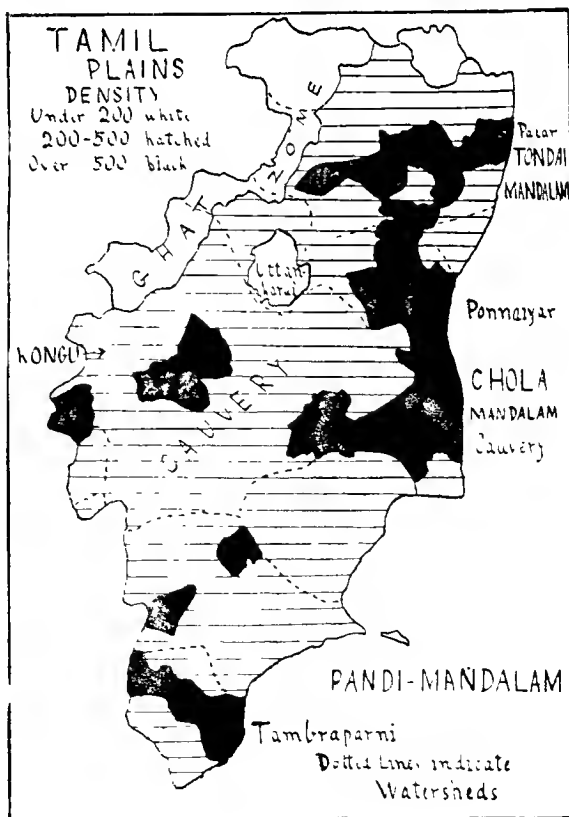 TAMIL
PLAINS
DENSITY
Under 200 white
200-500 hatched
Over 500 black
GHAT ZONE
Palar
TONDAI
MANDALAM
Uttan-
Ponnaiyar
KONGU
CAUVERY
CHOLA
MANDALAM
Cauvery
PANDI-MANDALAM
Tambraparni
Dotted Lines indicate
Watersheds